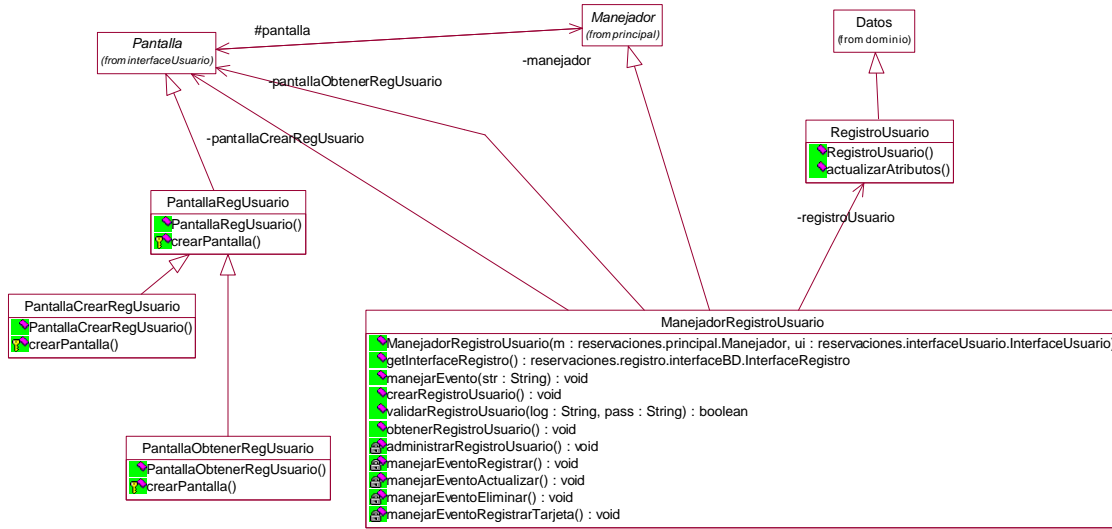 Manejador
(from principal)
Datos
(from dominio)
#pantalla
Pantalla
(from interfaceUsuario)
-manejador
-pantallaObtenerRegUsuario
-pantallaCrearRegUsuario
RegistroUsuario
RegistroUsuario()
actualizarAtributos()
PantallaRegUsuario
PantallaRegUsuario()
crearPantalla()
-registroUsuario
PantallaCrearRegUsuario
PantallaCrearRegUsuario()
crearPantalla()
ManejadorRegistroUsuario
ManejadorRegistroUsuario(m : reservaciones.principal.Manejador, ui : reservaciones.interfaceUsuario.InterfaceUsuario)
getInterfaceRegistro() : reservaciones.registro.interfaceBD.InterfaceRegistro
manejarEvento(str : String) : void
crearRegistroUsuario() : void
validarRegistroUsuario(log : String, pass : String) : boolean
obtenerRegistroUsuario() : void
administrarRegistroUsuario() : void
manejarEventoRegistrar() : void
manejarEventoActualizar() : void
manejarEventoEliminar() : void
manejarEventoRegistrarTarjeta() : void
PantallaObtenerRegUsuario
PantallaObtenerRegUsuario()
crearPantalla()